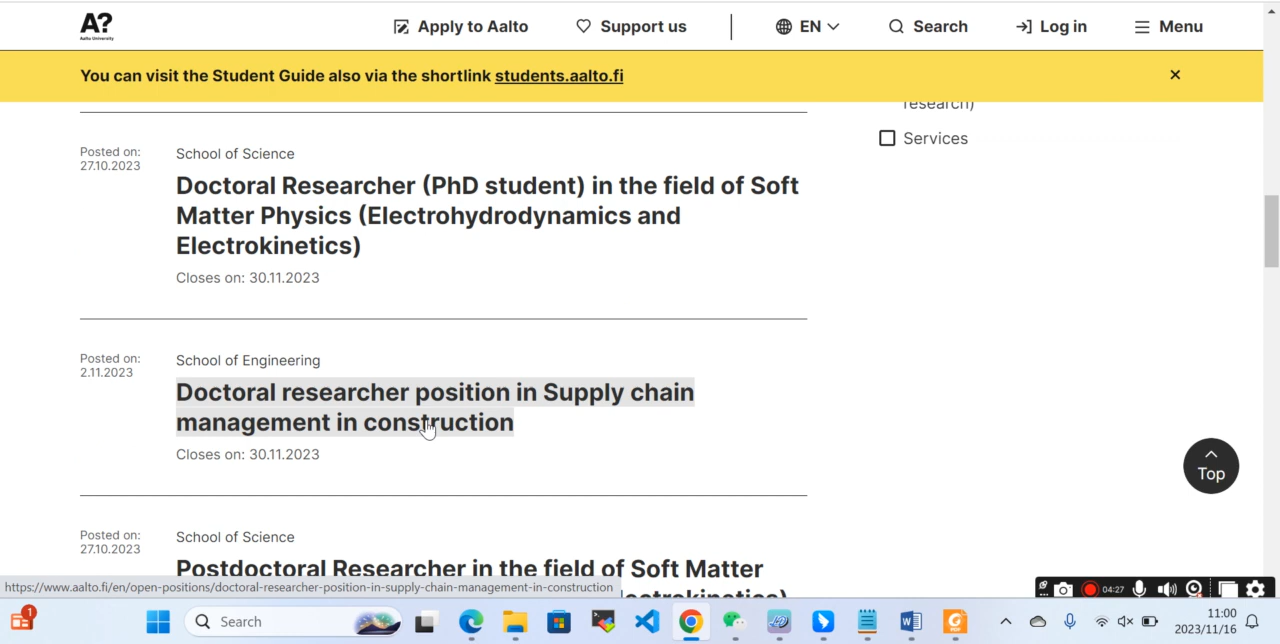 A?
Aalto University
Apply to Aalto
Support us
EN
Search
Log in
Menu
You can visit the Student Guide also via the shortlink students.aalto.fi
research)
Services
Posted on:
27.10.2023
School of Science
Doctoral Researcher (PhD student) in the field of Soft
Matter Physics (Electrohydrodynamics and
Electrokinetics)
Closes on: 30.11.2023
Posted on:
2.11.2023
School of Engineering
Doctoral researcher position in Supply chain
management in construction
Closes on: 30.11.2023
Top
Posted on:
27.10.2023
School of Science
Postdoctoral Researcher in the field of Soft Matter
https://www.aalto.fi/en/open-positions/doctoral-researcher-position-in-supply-chain-management-in-construction
04:27
1
Search
11:00
2023/11/16